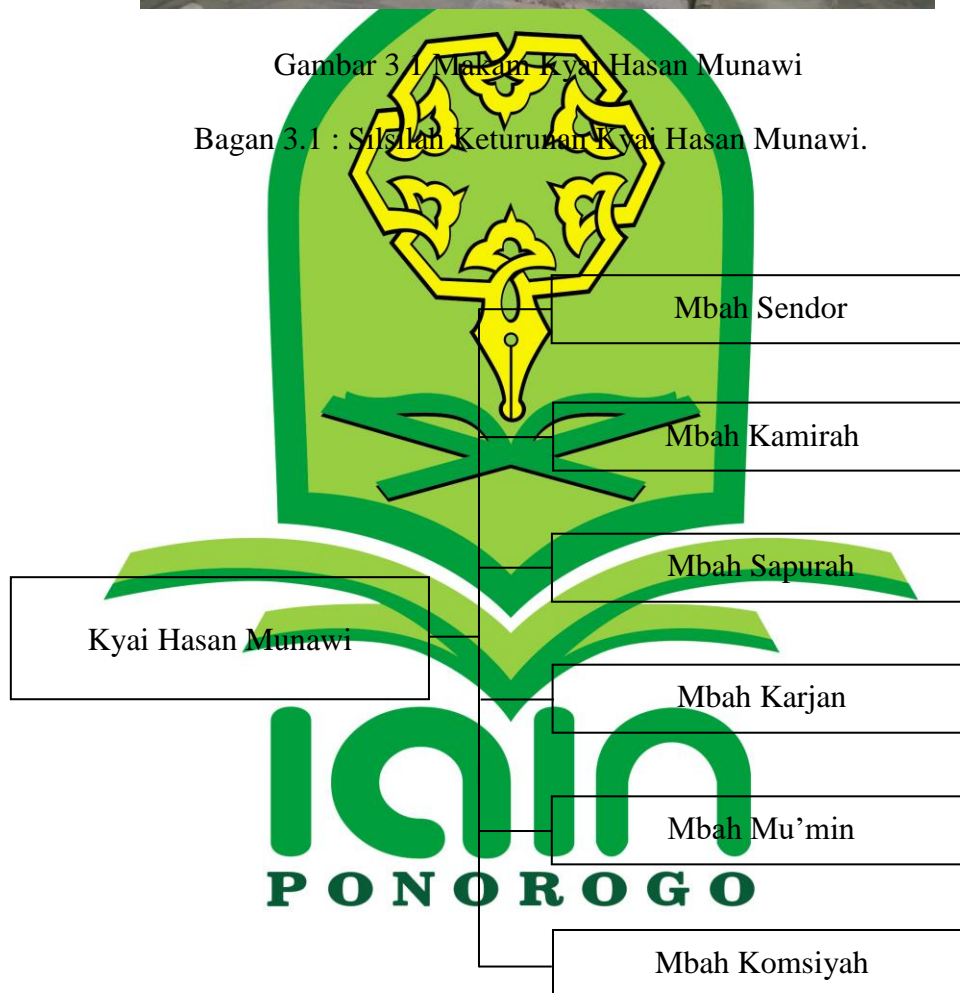 Gambar 3 1 Makam Kyai Hasan Munawi
Bagan 3.1 : Silsilah Keturunan Kyai Hasan Munawi.
Mbah Sendor
Mbah Kamirah
Mbah Sapurah
Kyai Hasan Munawi
Mbah Karjan
Mbah Mu’min
Mbah Komsiyah
iain
PONOROGO